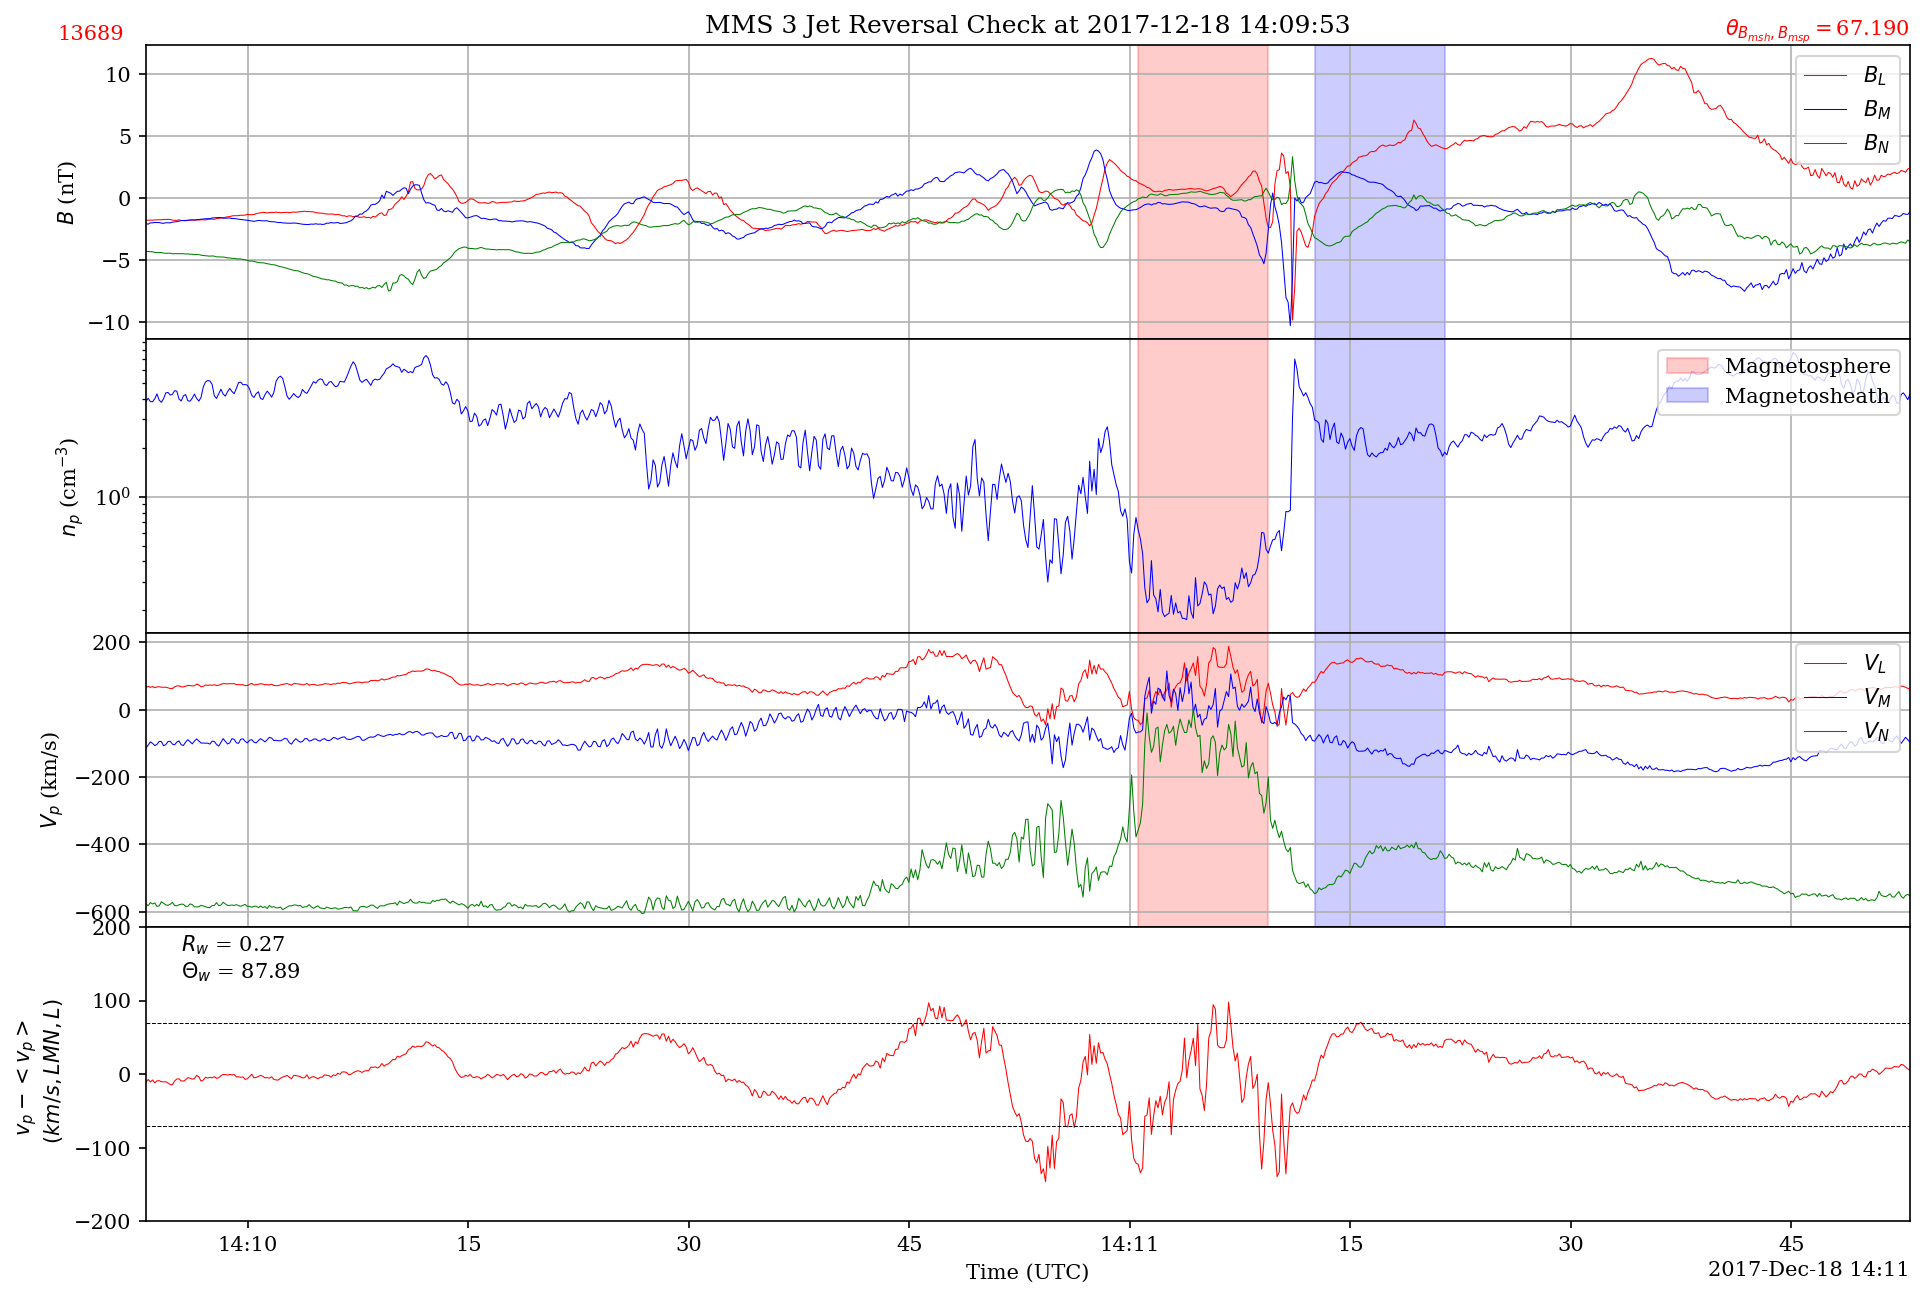 MMS 3 Jet Reversal Check at 2017-12-18 14:09:53
13689
θ_{B_{msh}, B_{msp}} = 67.190
10
5
0
−5
−10
B (nT)
B_L
B_M
B_N
10^0
n_p (cm^{−3})
Magnetosphere
Magnetosheath
200
0
−200
−400
−600
V_p (km/s)
V_L
V_M
V_N
200
100
0
−100
−200
v_p − < v_p >
(km/s, LMN, L)
R_w = 0.27
Θ_w = 87.89
14:10 15 30 45 14:11 15 30 45
Time (UTC)
2017-Dec-18 14:11